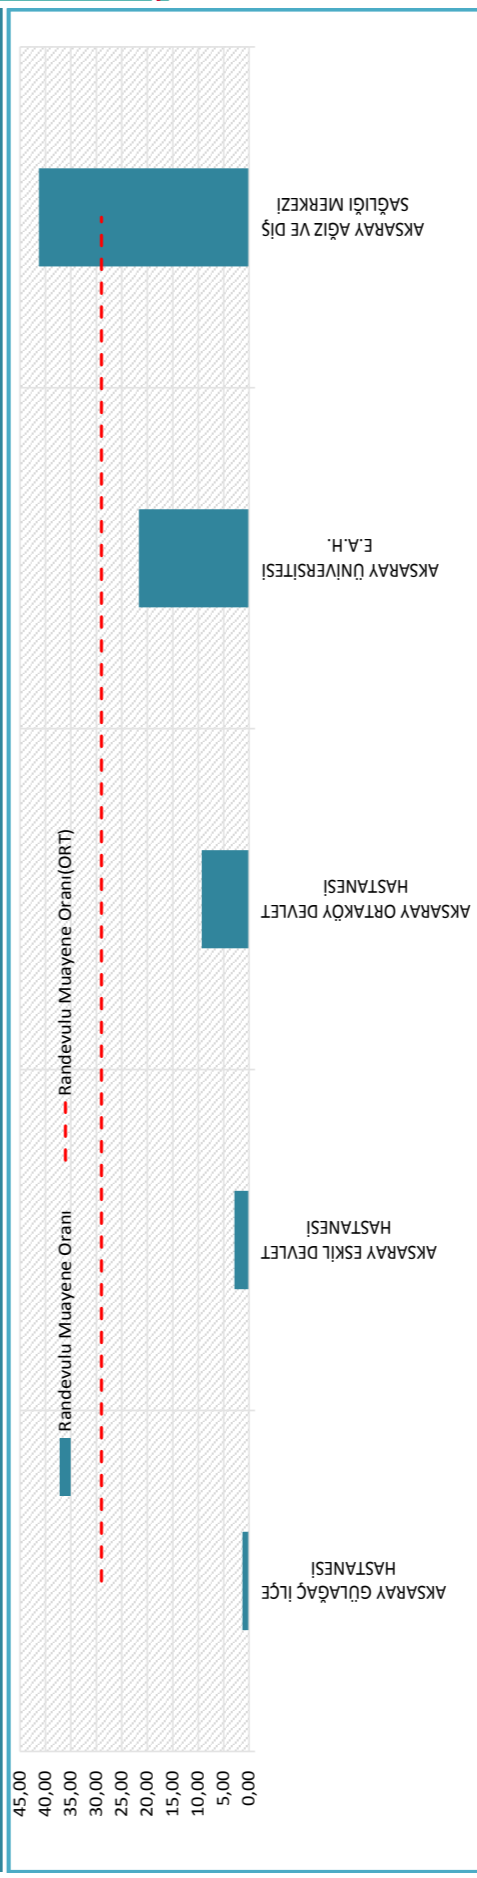 Randevulu Muayene Oranı
Randevulu Muayene Oranı(ORT)
45,00
40,00
35,00
30,00
25,00
20,00
15,00
10,00
5,00
0,00
AKSARAY GÜLAĞAÇ İLÇE
HASTANESİ
AKSARAY ESKİL DEVLET
HASTANESİ
AKSARAY ORTAKÖY DEVLET
HASTANESİ
AKSARAY ÜNİVERSİTESİ
E.A.H.
AKSARAY AĞIZ VE DİŞ
SAĞLIĞI MERKEZİ